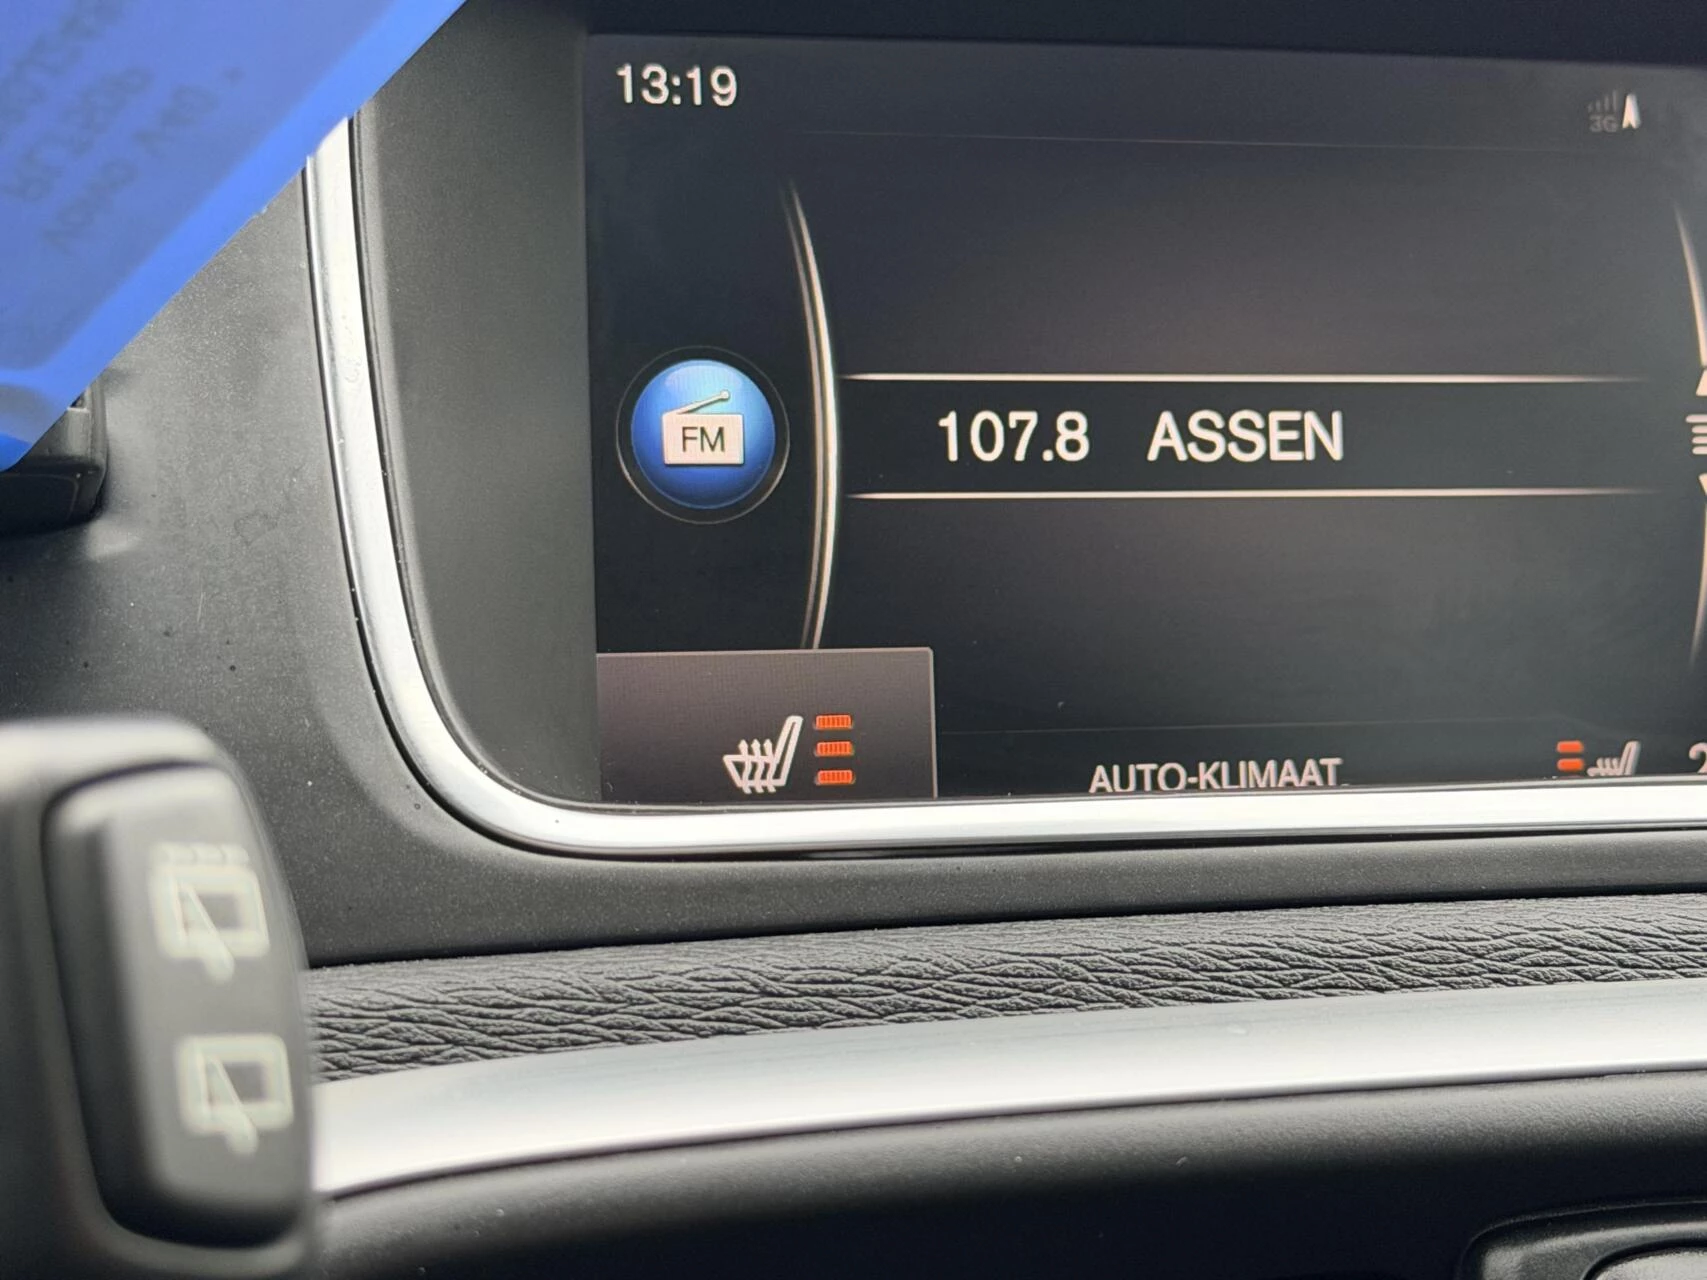 13:19
3G
FM
107.8 ASSEN
AUTO-KLIMAAT